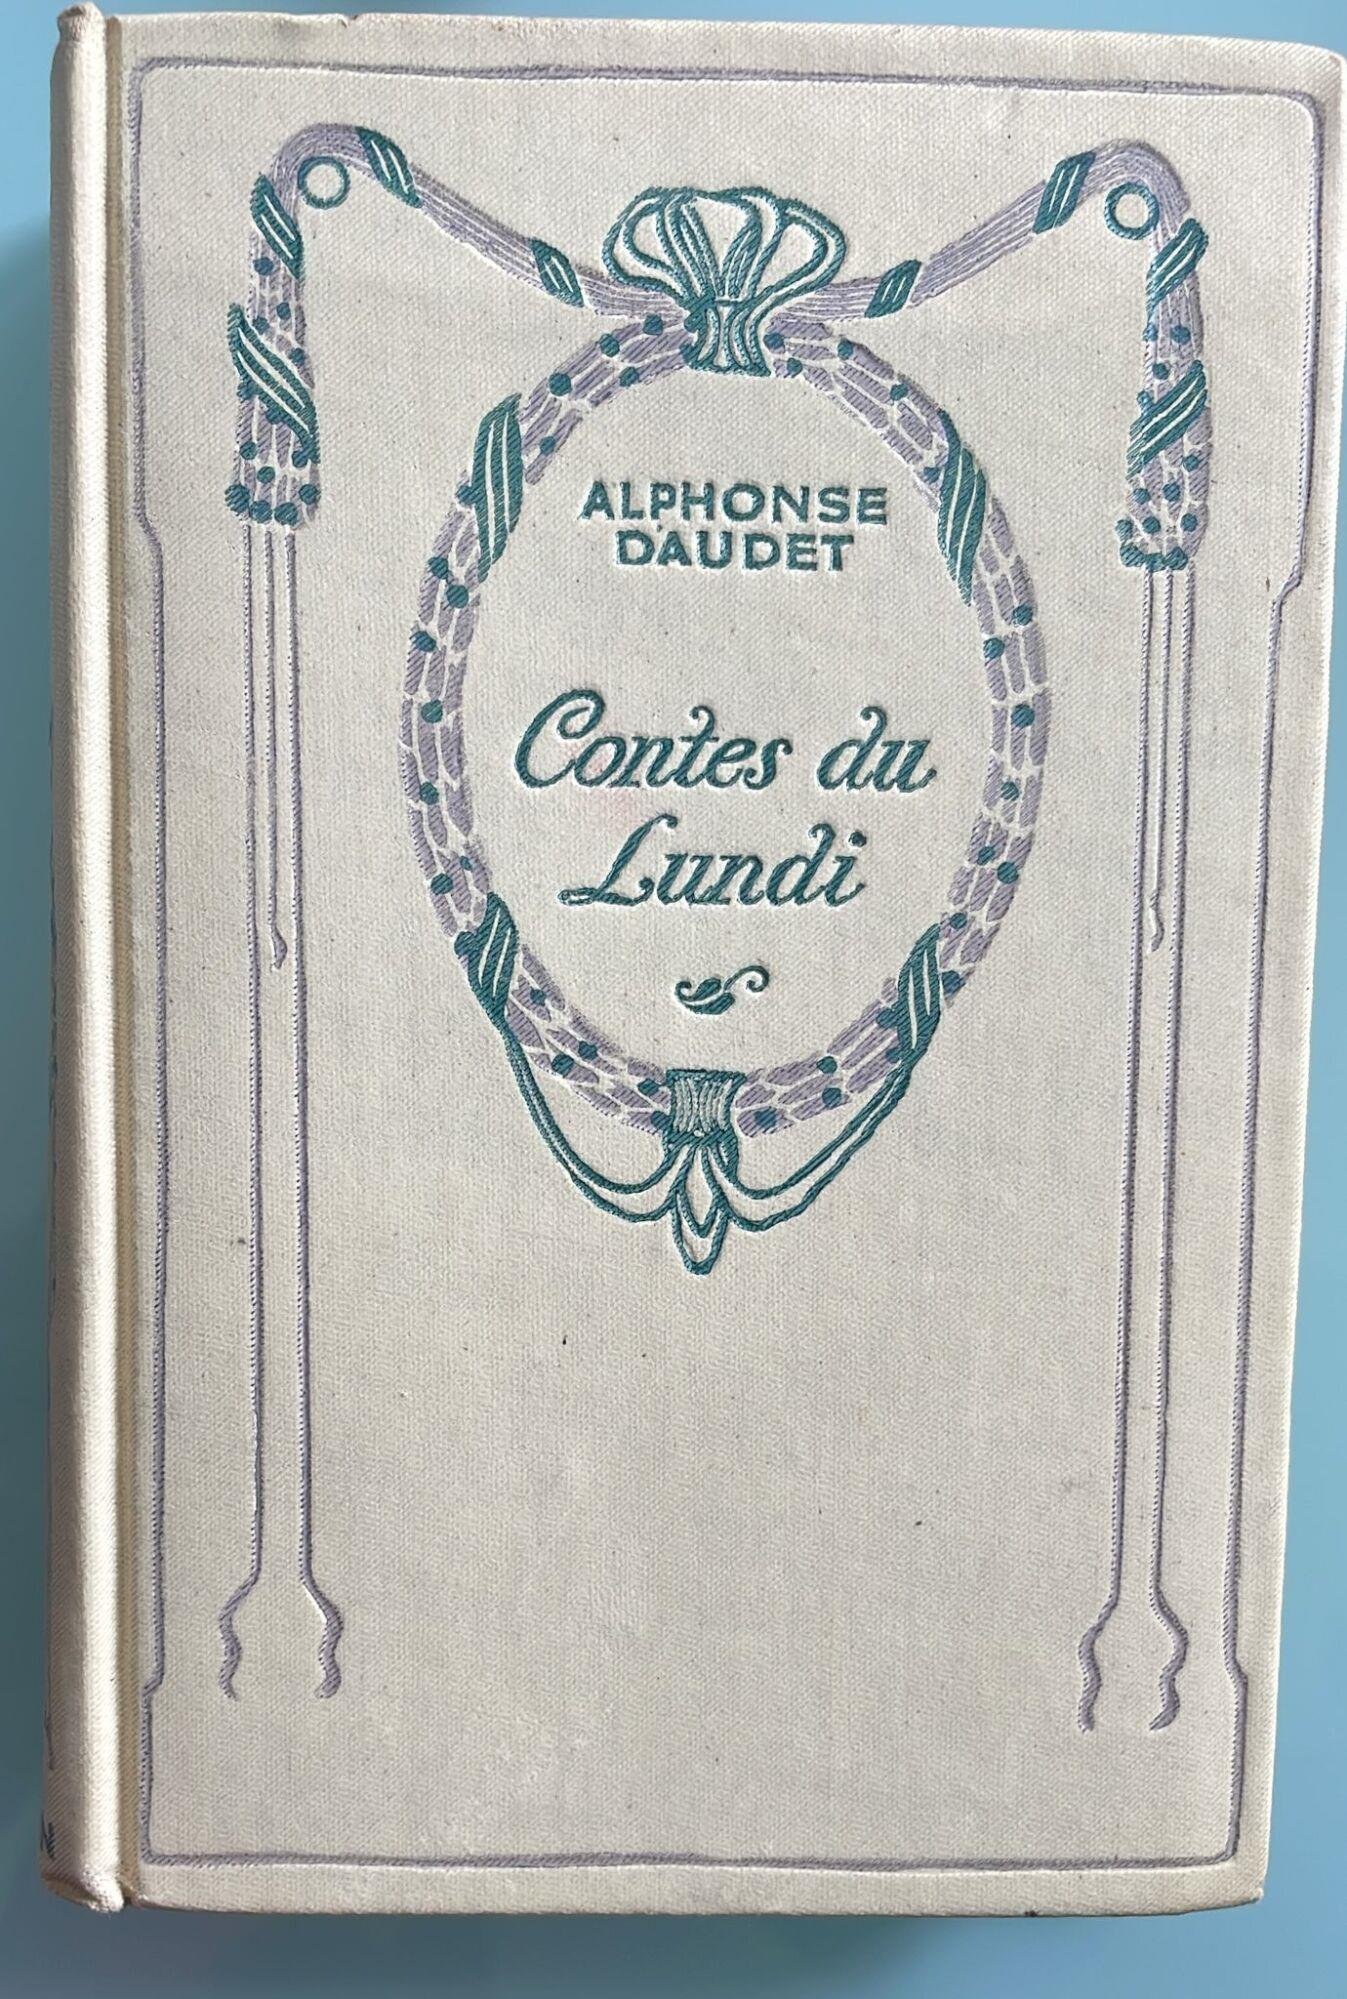 ALPHONSE
DAUDET
Contes du
Lundi